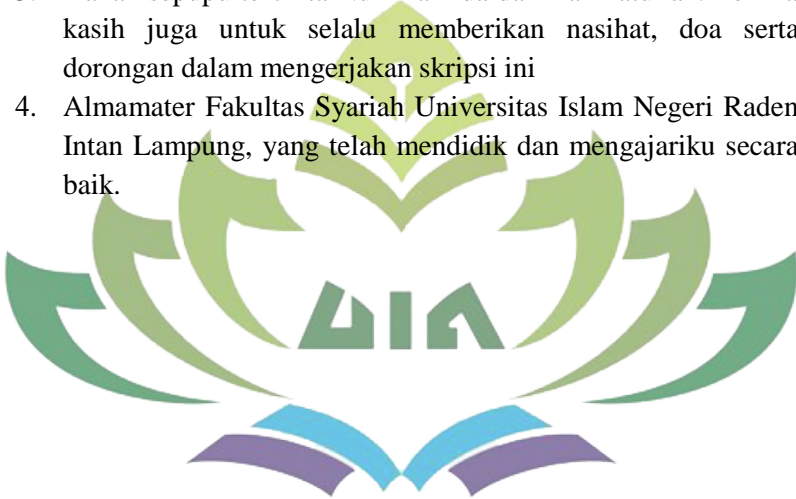 kasih juga untuk selalu memberikan nasihat, doa serta
dorongan dalam mengerjakan skripsi ini
4. Almamater Fakultas Syariah Universitas Islam Negeri Raden
Intan Lampung, yang telah mendidik dan mengajariku secara
baik.
UIN